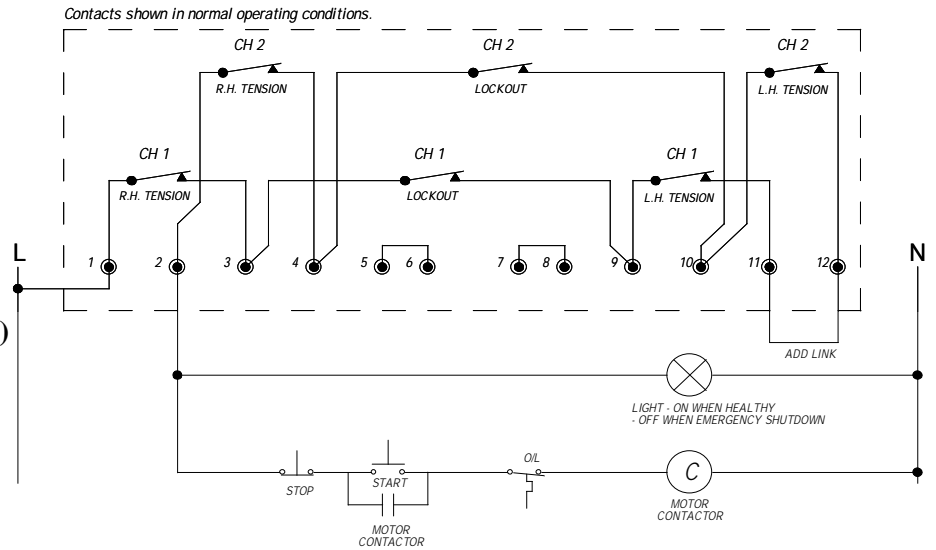 Contacts shown in normal operating conditions.
CH 2
CH 2
CH 2
R.H. TENSION
LOCKOUT
L.H. TENSION
CH 1
CH 1
CH 1
R.H. TENSION
LOCKOUT
L.H. TENSION
L
1
2
3
4
5
6
7
8
9
10
11
12
N
)
ADD LINK
LIGHT - ON WHEN HEALTHY
- OFF WHEN EMERGENCY SHUTDOWN
STOP
START
O/L
C
MOTOR
CONTACTOR
MOTOR
CONTACTOR